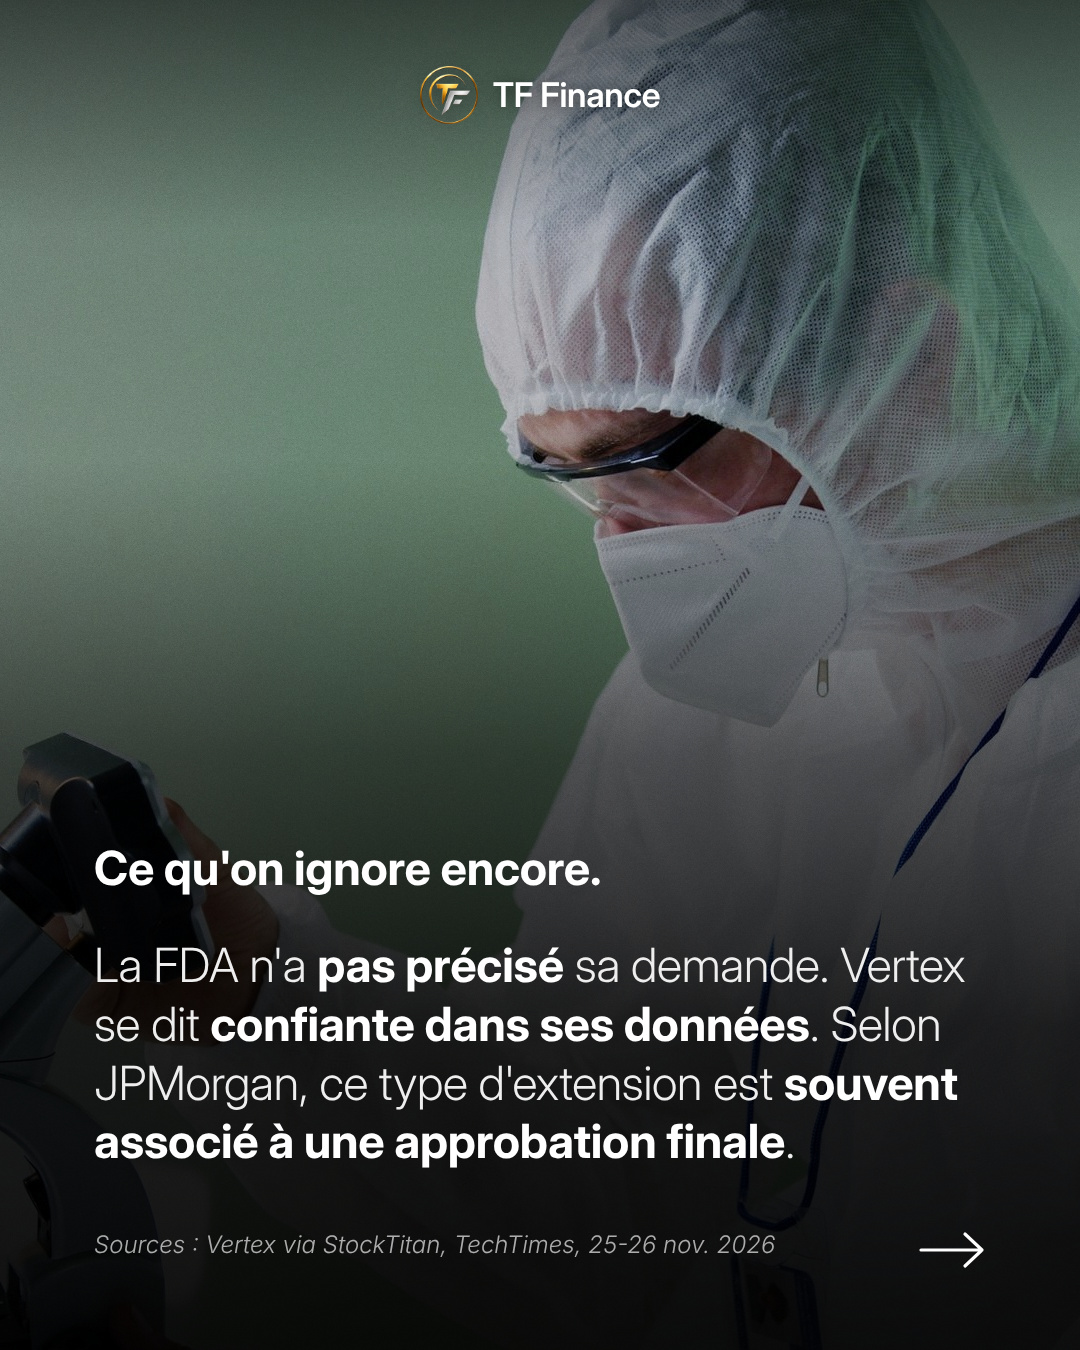 TF Finance
Ce qu'on ignore encore.
La FDA n'a pas précisé sa demande. Vertex
se dit confiante dans ses données. Selon
JPMorgan, ce type d'extension est souvent
associé à une approbation finale.
Sources : Vertex via StockTitan, TechTimes, 25-26 nov. 2026